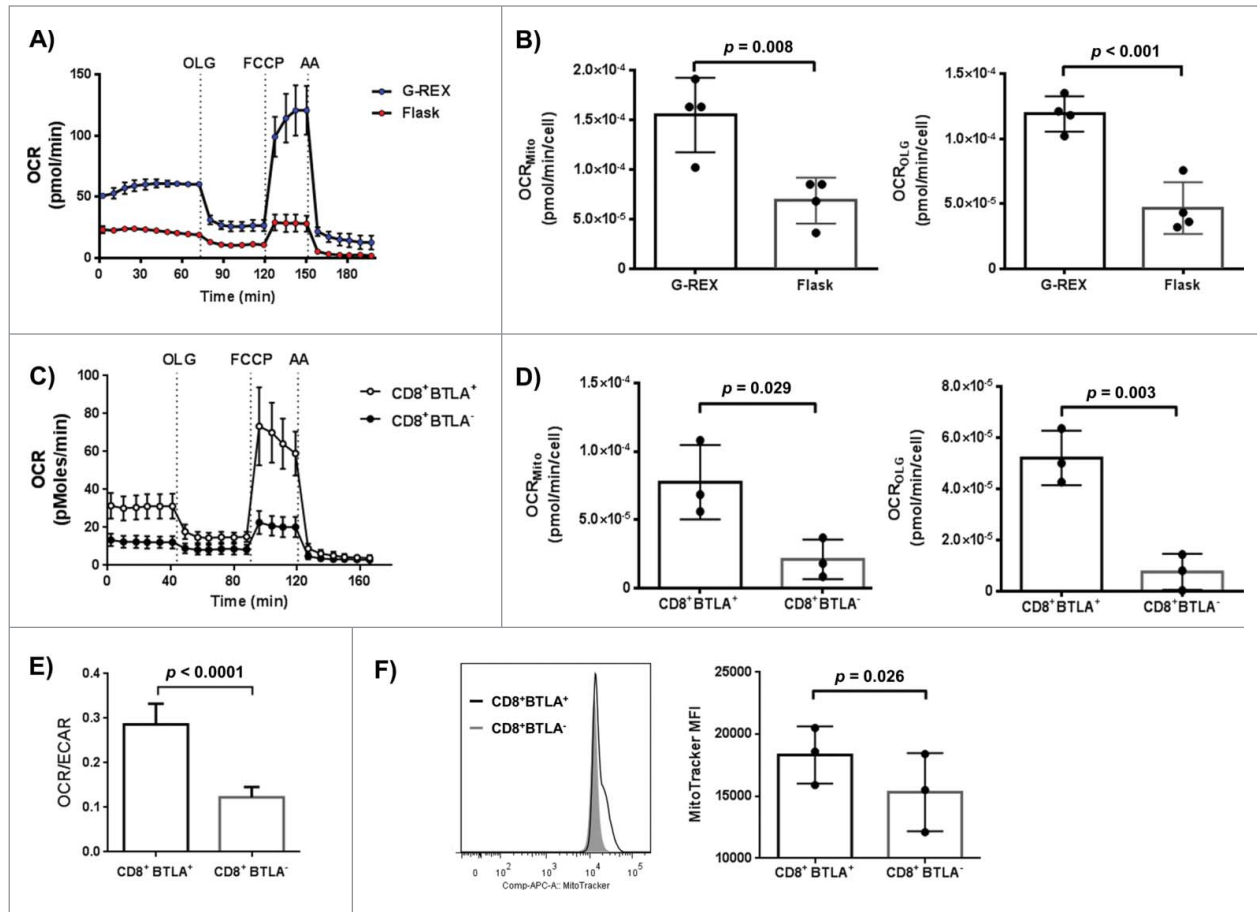 A)
OLG FCCP AA
150
100
50
0
OCR
(pmol/min)
0 30 60 90 120 150 180
Time (min)
G-REX
Flask
B)
p = 0.008
2.0×10-4
1.5×10-4
1.0×10-4
5.0×10-5
0
OCRMito
(pmol/min/cell)
G-REX Flask
p < 0.001
1.5×10-4
1.0×10-4
5.0×10-5
0
OCROLG
(pmol/min/cell)
G-REX Flask
C)
OLG FCCP AA
100
80
60
40
20
0
OCR
(pMoles/min)
0 40 80 120 160
Time (min)
CD8+BTLA+
CD8+BTLA-
D)
p = 0.029
1.5×10-4
1.0×10-4
5.0×10-5
0
OCRMito
(pmol/min/cell)
CD8+BTLA+ CD8+BTLA-
p = 0.003
8.0×10-5
6.0×10-5
4.0×10-5
2.0×10-5
0
OCROLG
(pmol/min/cell)
CD8+BTLA+ CD8+BTLA-
E)
p < 0.0001
0.4
0.3
0.2
0.1
0.0
OCR/ECAR
CD8+ BTLA+ CD8+ BTLA-
F)
CD8+BTLA+
CD8+BTLA-
0 102 103 104 105
Comp-APC-A:: MitoTracker
p = 0.026
25000
20000
15000
10000
MitoTracker MFI
CD8+ BTLA+ CD8+ BTLA-